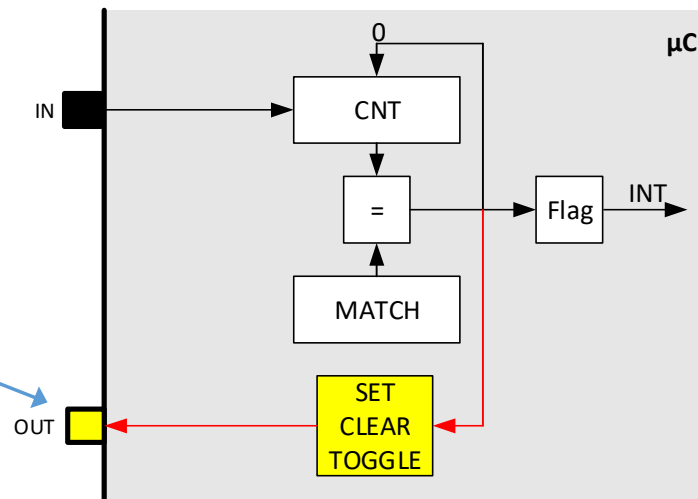 0
µC
IN
CNT
=
Flag
INT
MATCH
SET
CLEAR
TOGGLE
OUT